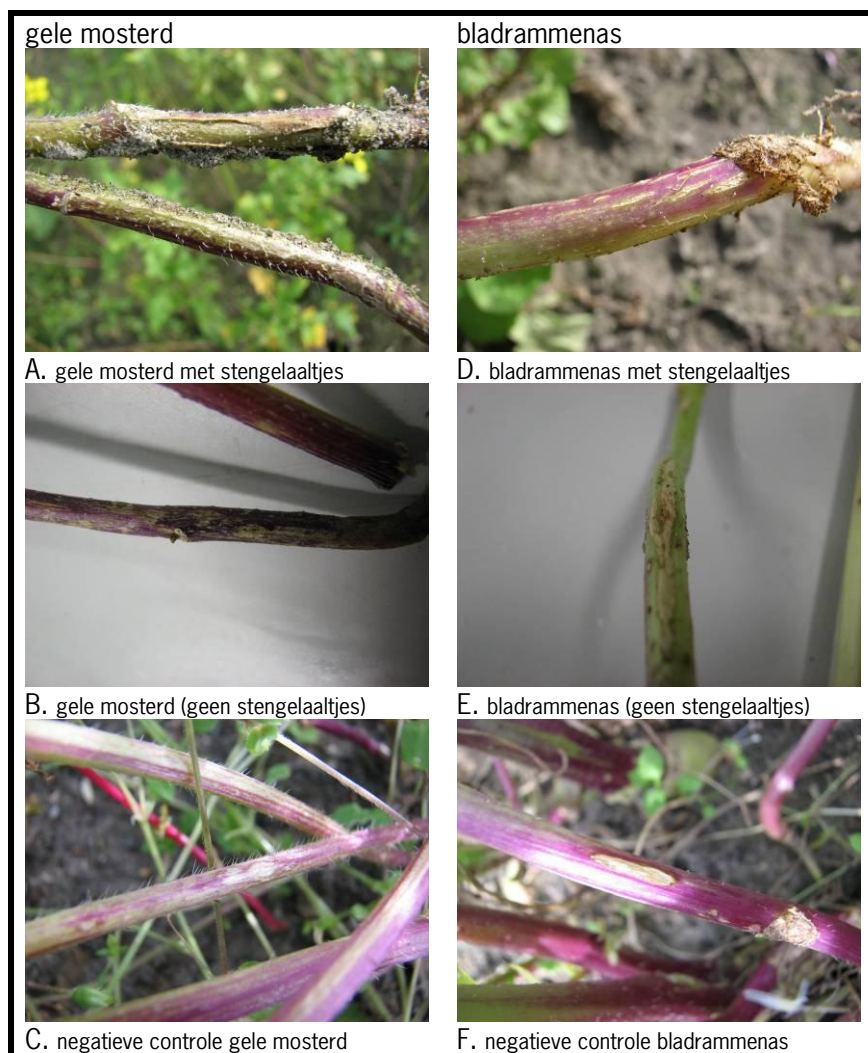 gele mosterd
bladrammenas
A. gele mosterd met stengelaaltjes
D. bladrammenas met stengelaaltjes
B. gele mosterd (geen stengelaaltjes)
E. bladrammenas (geen stengelaaltjes)
C. negatieve controle gele mosterd
F. negatieve controle bladrammenas